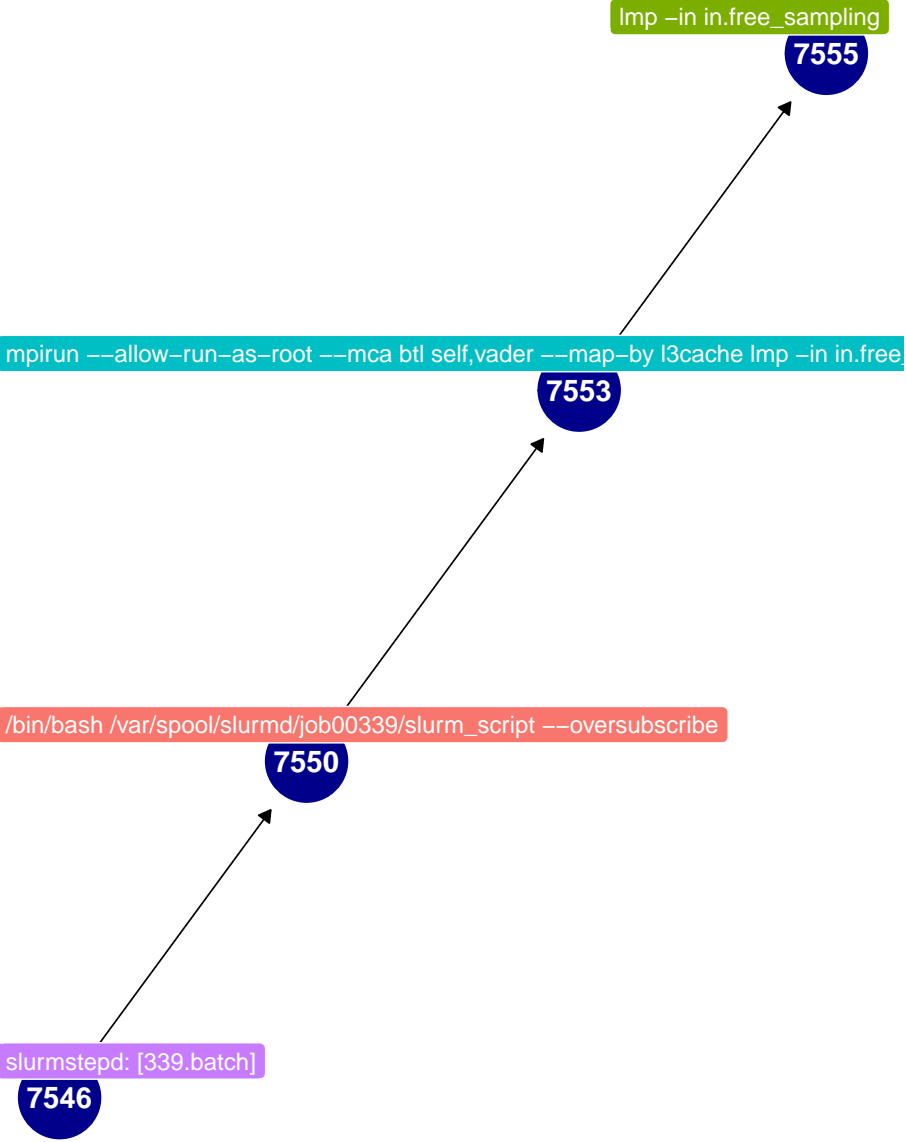 lmp −in in.free_sampling
7555
mpirun −−allow−run−as−root −−mca btl self,vader −−map−by l3cache lmp −in in.free_
7553
/bin/bash /var/spool/slurmd/job00339/slurm_script −−oversubscribe
7550
slurmstepd: [339.batch]
7546